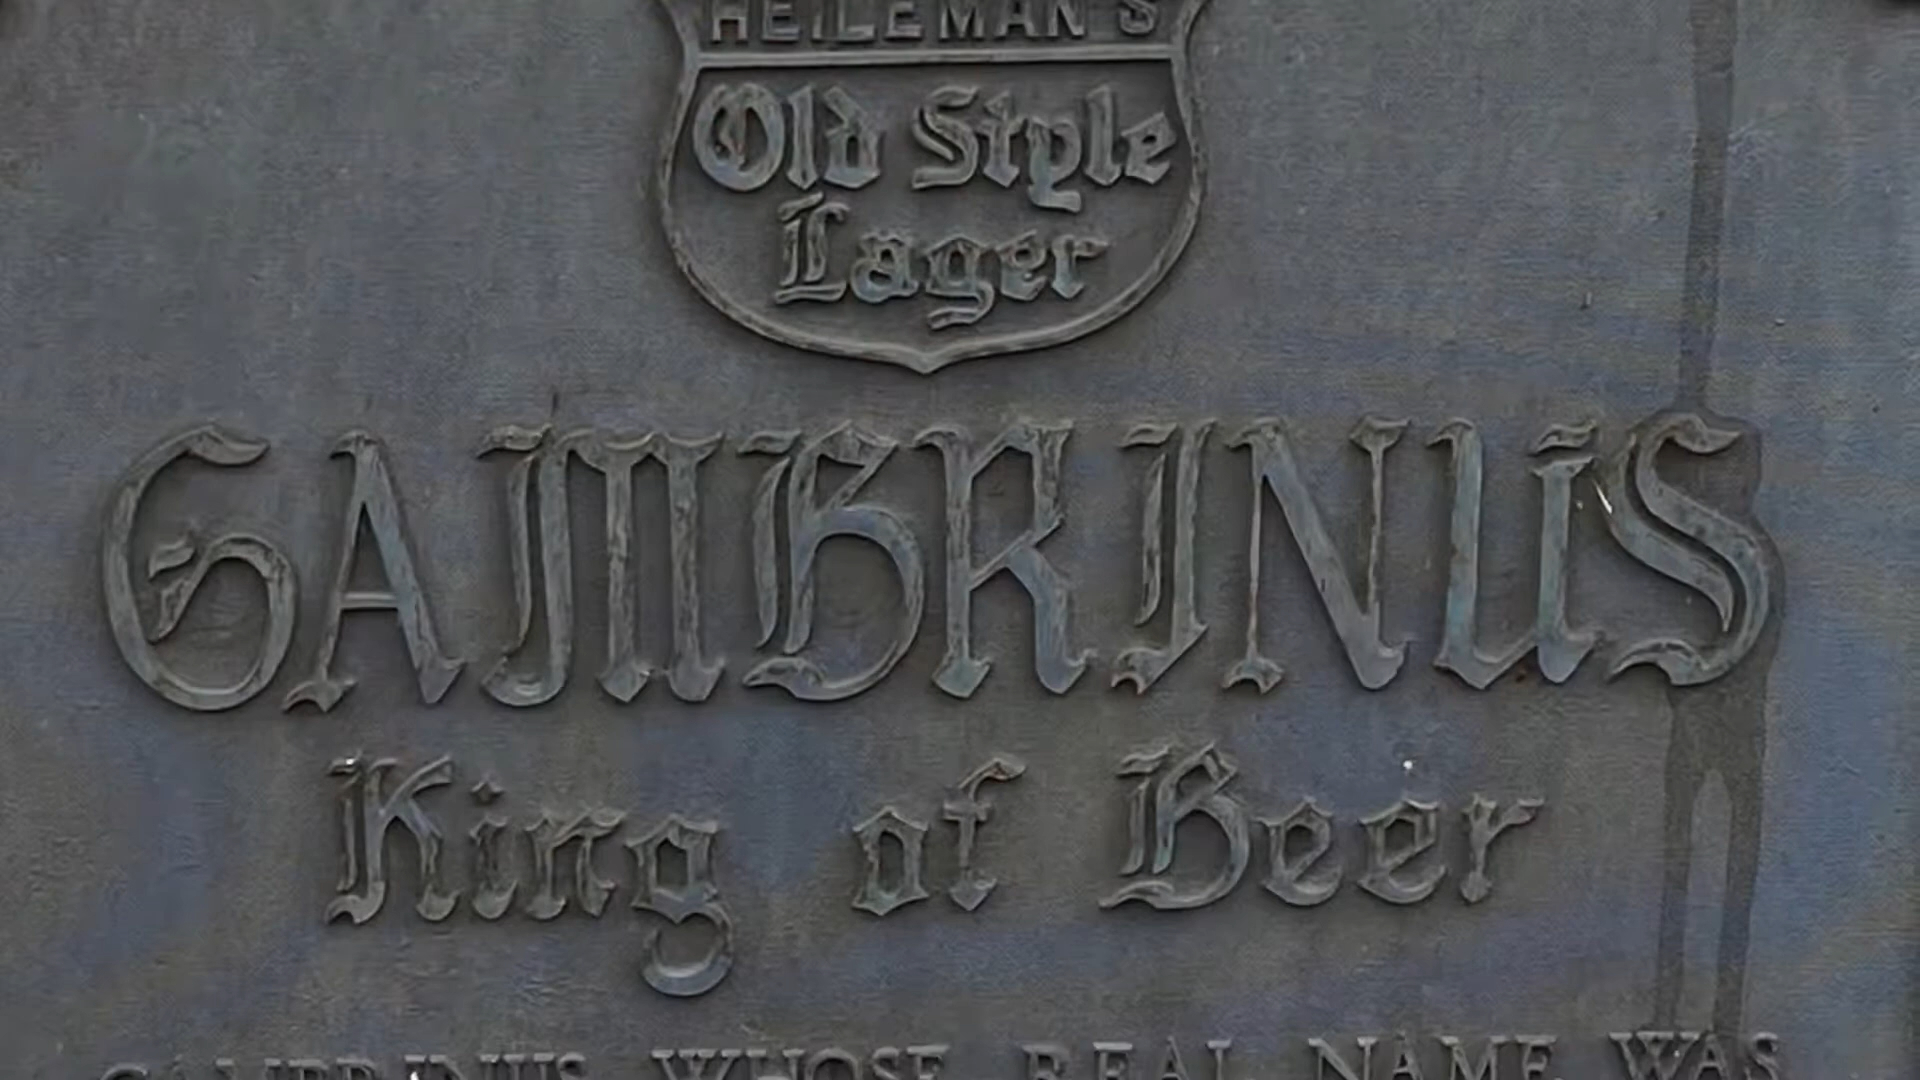 HEILEMAN'S
Old Style
Lager
GAMBRINUS
King of Beer
GAMBRINUS WHOSE REAL NAME WAS